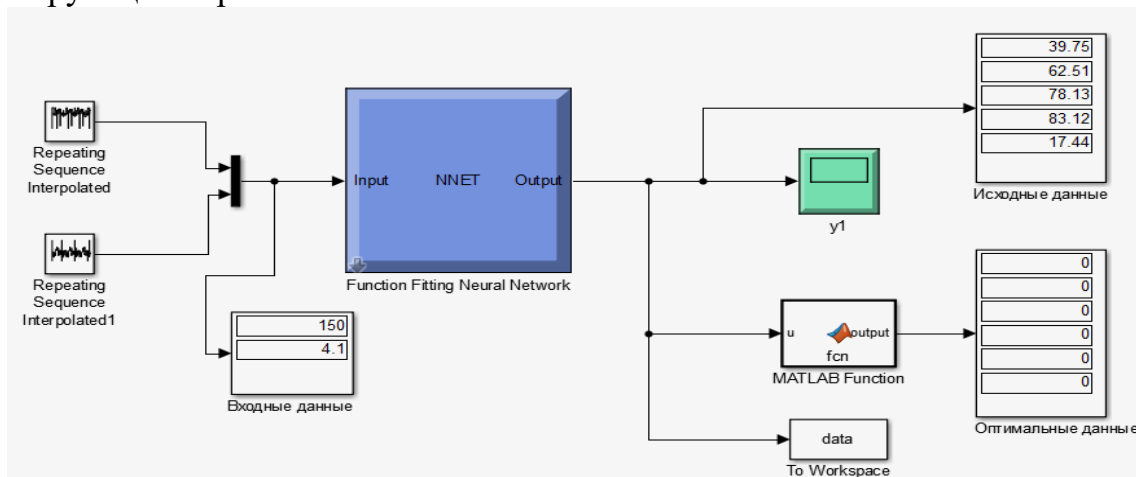 Repeating
Sequence
Interpolated
Repeating
Sequence
Interpolated1
150
4.1
Входные данные
Input NNET Output
Function Fitting Neural Network
39.75
62.51
78.13
83.12
17.44
Исходные данные
y1
u output
fcn
MATLAB Function
0
0
0
0
0
0
Оптимальные данные
data
To Workspace